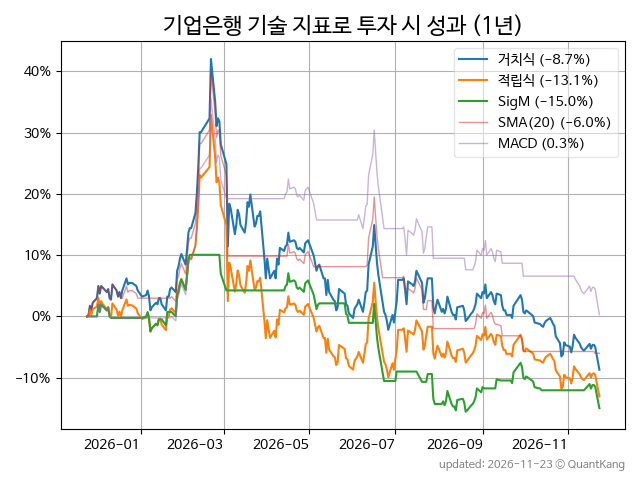 기업은행 기술 지표로 투자 시 성과 (1년)
거치식 (−8.7%)
적립식 (−13.1%)
SigM (−15.0%)
SMA(20) (−6.0%)
MACD (0.3%)
40%
30%
20%
10%
0%
−10%
2026-01 2026-03 2026-05 2026-07 2026-09 2026-11
updated: 2026-11-23 ⓒ QuantKang